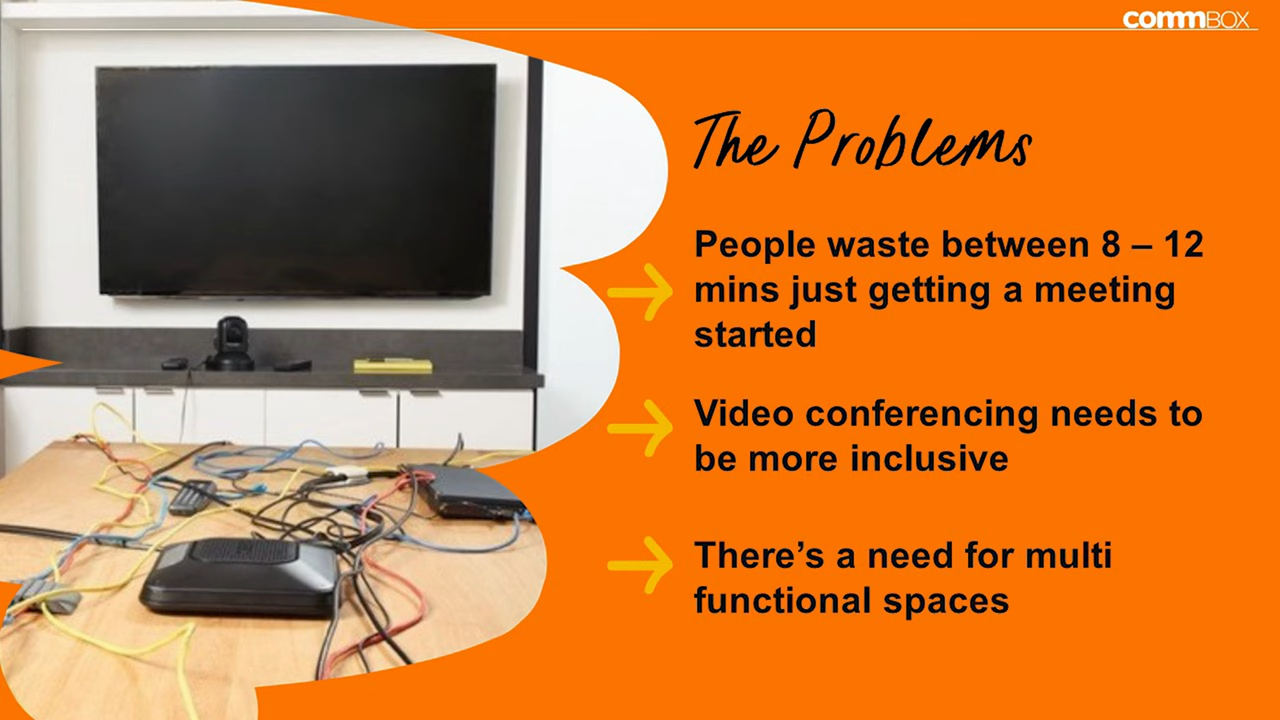 commBOX
The Problems
People waste between 8 – 12
mins just getting a meeting
started
Video conferencing needs to
be more inclusive
There’s a need for multi
functional spaces